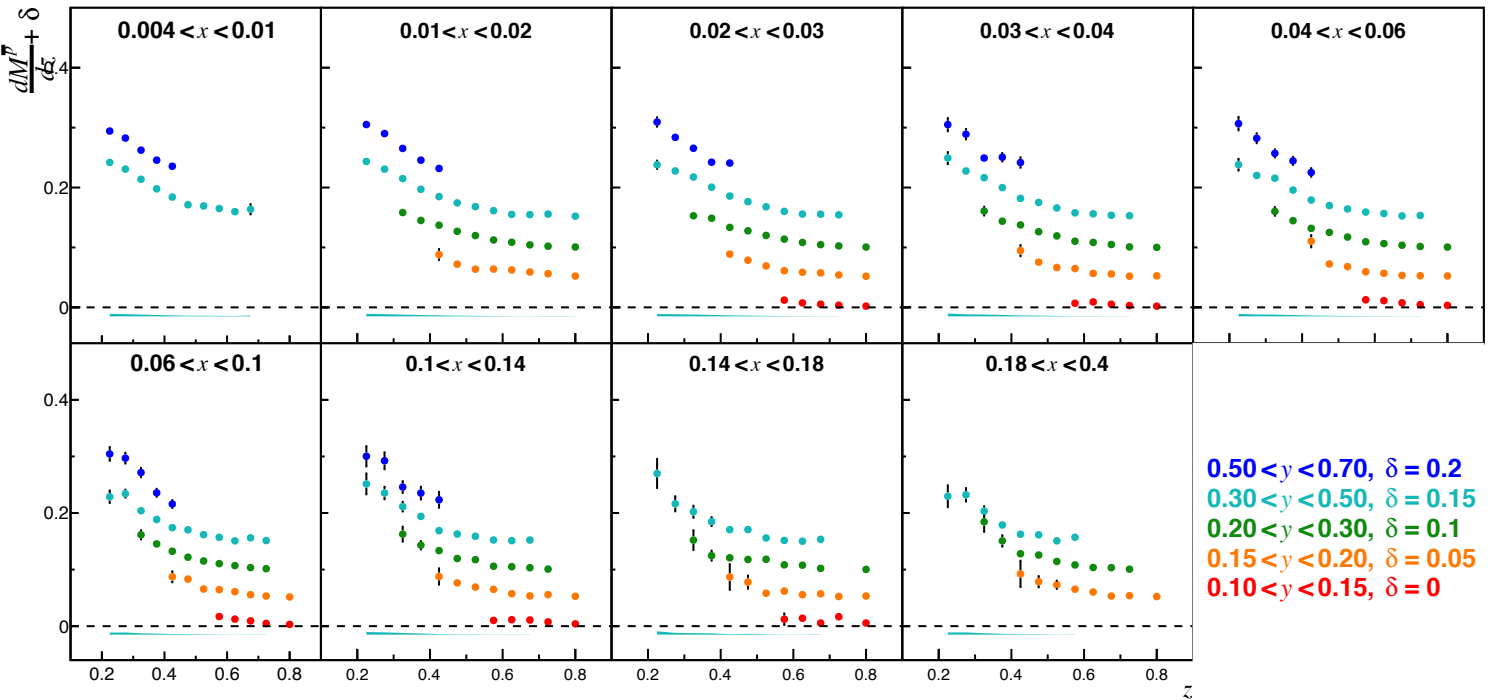 dM^p̅
dz + δ
0.004 < x < 0.01
0.01 < x < 0.02
0.02 < x < 0.03
0.03 < x < 0.04
0.04 < x < 0.06
0.4
0.2
0
0.06 < x < 0.1
0.1 < x < 0.14
0.14 < x < 0.18
0.18 < x < 0.4
0.4
0.2
0
0.50 < y < 0.70, δ = 0.2
0.30 < y < 0.50, δ = 0.15
0.20 < y < 0.30, δ = 0.1
0.15 < y < 0.20, δ = 0.05
0.10 < y < 0.15, δ = 0
0.2 0.4 0.6 0.8
0.2 0.4 0.6 0.8
0.2 0.4 0.6 0.8
0.2 0.4 0.6 0.8
z